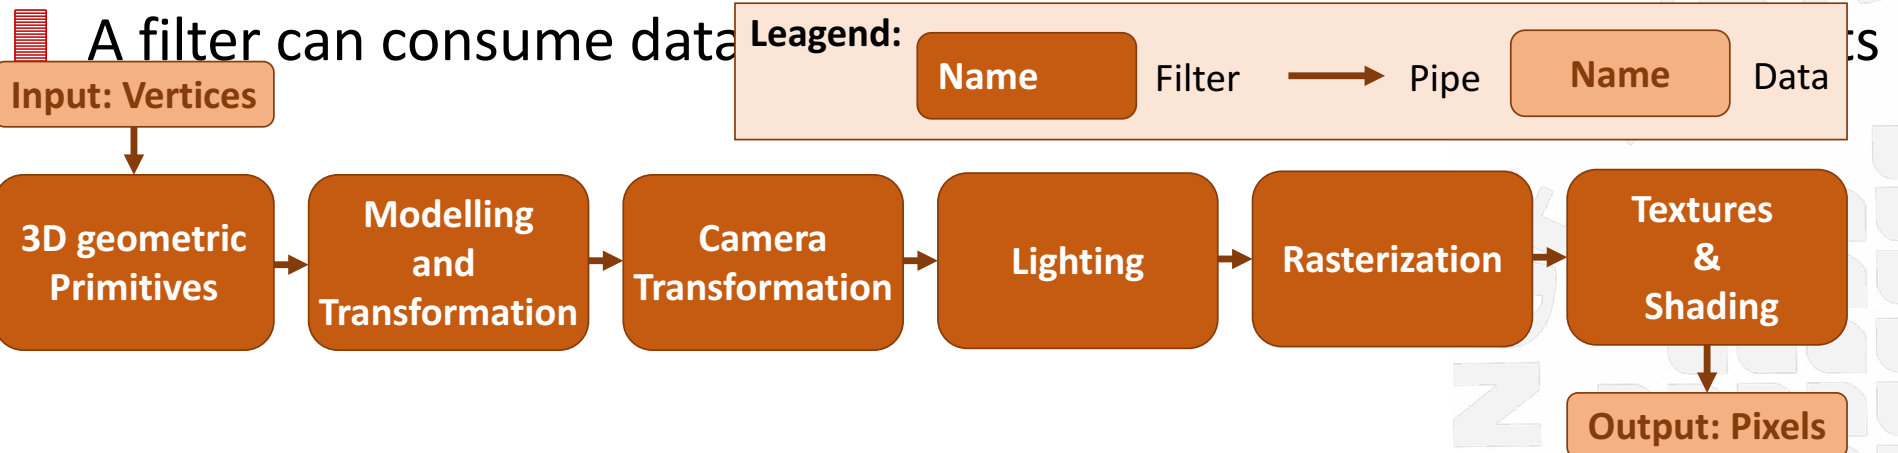 A filter can consume data
ts
Leagend:
Name
Filter
Pipe
Name
Data
Input: Vertices
3D geometric
Primitives
Modelling
and
Transformation
Camera
Transformation
Lighting
Rasterization
Textures
&
Shading
Output: Pixels